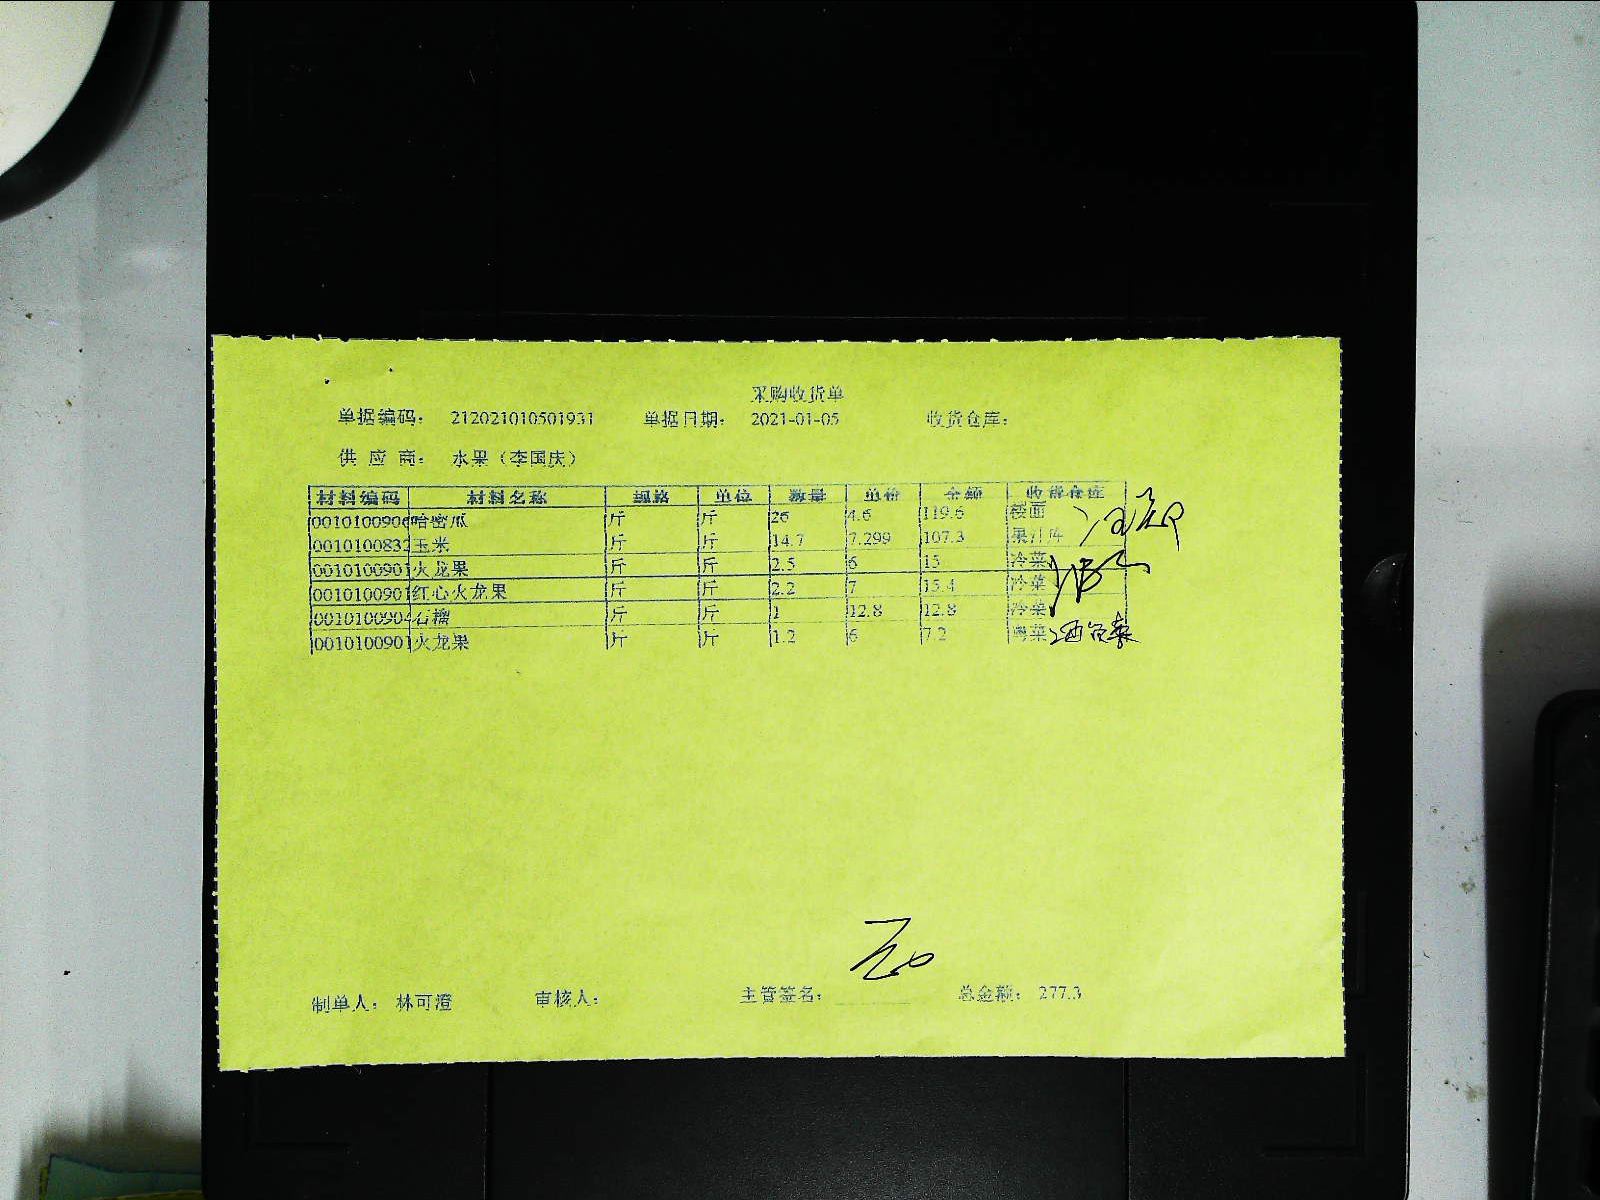 采购收货单
单据编码： 212021010501931 单据日期： 2021-01-05 收货仓库：
供 应 商： 水果（李国庆）
材料编码 材料名称 规格 单位 数量 单价 金额 收货仓库
0010100906 哈密瓜 斤 斤 26 4.6 119.6 楼面
0010100832 玉米 斤 斤 14.7 7.299 107.3 果汁库
0010100901 火龙果 斤 斤 2.5 6 15 冷菜
0010100901 红心火龙果 斤 斤 2.2 7 15.4 冷菜
0010100904 石榴 斤 斤 1 12.8 12.8 冷菜
0010100901 火龙果 斤 斤 1.2 6 7.2 粤菜
制单人： 林可澄 审核人： 主管签名： 总金额： 277.3